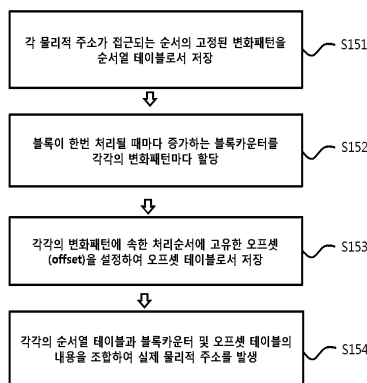 각 물리적 주소가 접근되는 순서의 고정된 변화패턴을
순서열 테이블로서 저장
S151
블록이 한번 처리될 때마다 증가하는 블록카운터를
각각의 변화패턴마다 할당
S152
각각의 변화패턴에 속한 처리순서에 고유한 오프셋
(offset)을 설정하여 오프셋 테이블로서 저장
S153
각각의 순서열 테이블과 블록카운터 및 오프셋 테이블의
내용을 조합하여 실제 물리적 주소를 발생
S154